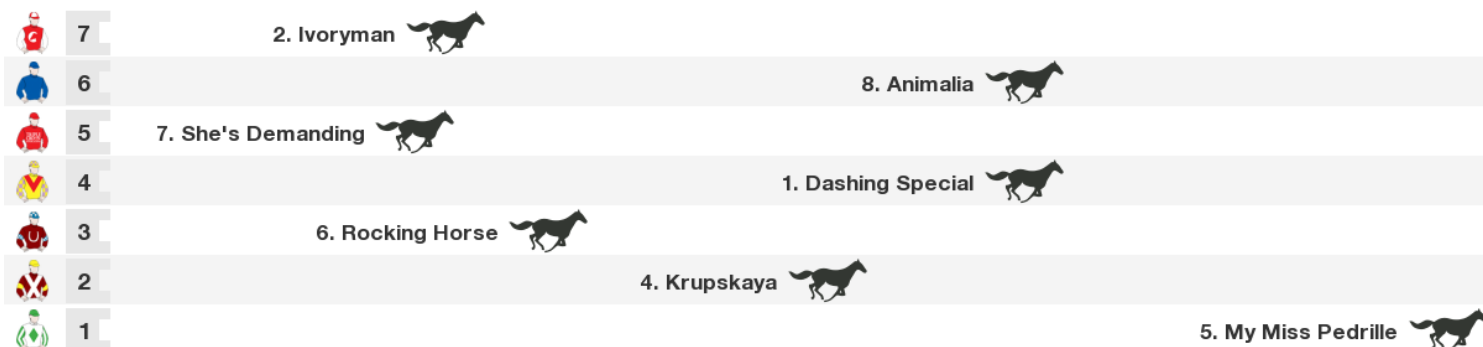 7 2. Ivoryman
6 8. Animalia
5 7. She's Demanding
4 1. Dashing Special
3 6. Rocking Horse
2 4. Krupskaya
1 5. My Miss Pedrille